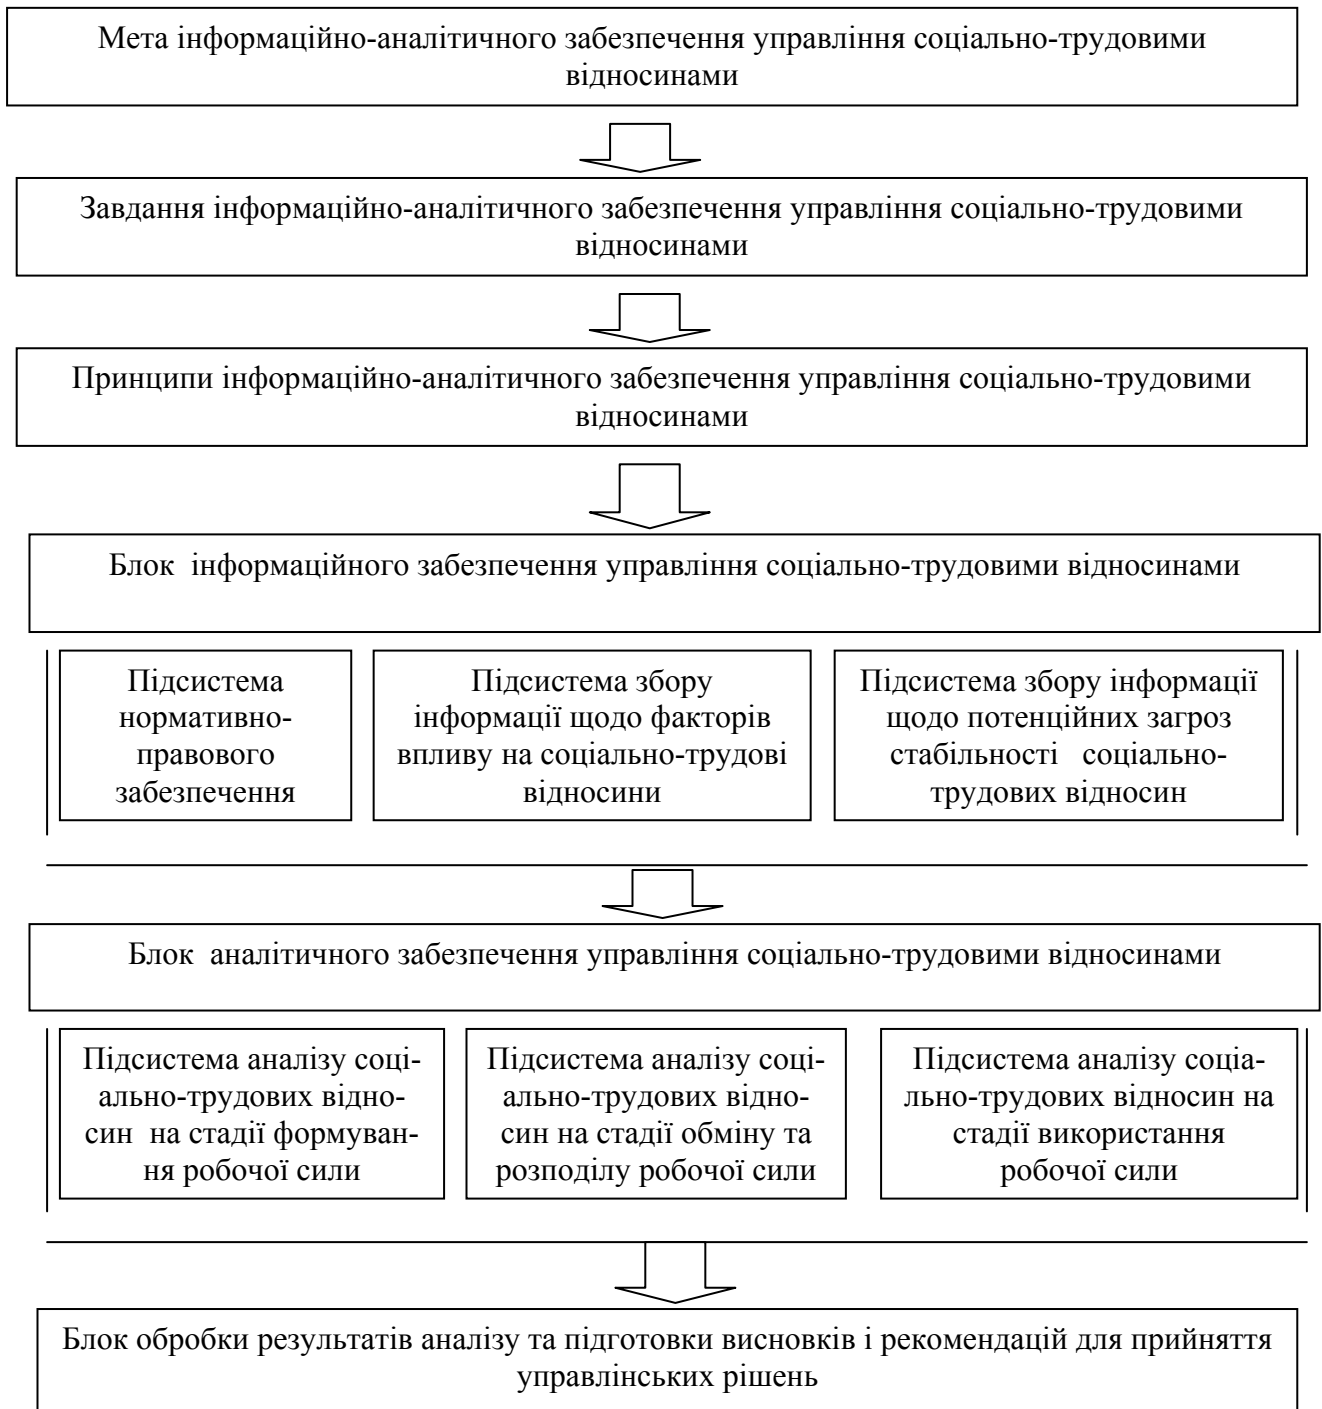 Мета інформаційно-аналітичного забезпечення управління соціально-трудовими
відносинами
Завдання інформаційно-аналітичного забезпечення управління соціально-трудовими
відносинами
Принципи інформаційно-аналітичного забезпечення управління соціально-трудовими
відносинами
Блок інформаційного забезпечення управління соціально-трудовими відносинами
Підсистема
нормативно-
правового
забезпечення
Підсистема збору
інформації щодо факторів
впливу на соціально-трудові
відносини
Підсистема збору інформації
щодо потенційних загроз
стабільності соціально-
трудових відносин
Блок аналітичного забезпечення управління соціально-трудовими відносинами
Підсистема аналізу соці-
ально-трудових відно-
син на стадії формуван-
ня робочої сили
Підсистема аналізу соці-
ально-трудових відно-
син на стадії обміну та
розподілу робочої сили
Підсистема аналізу соціа-
льно-трудових відносин на
стадії використання
робочої сили
Блок обробки результатів аналізу та підготовки висновків і рекомендацій для прийняття
управлінських рішень